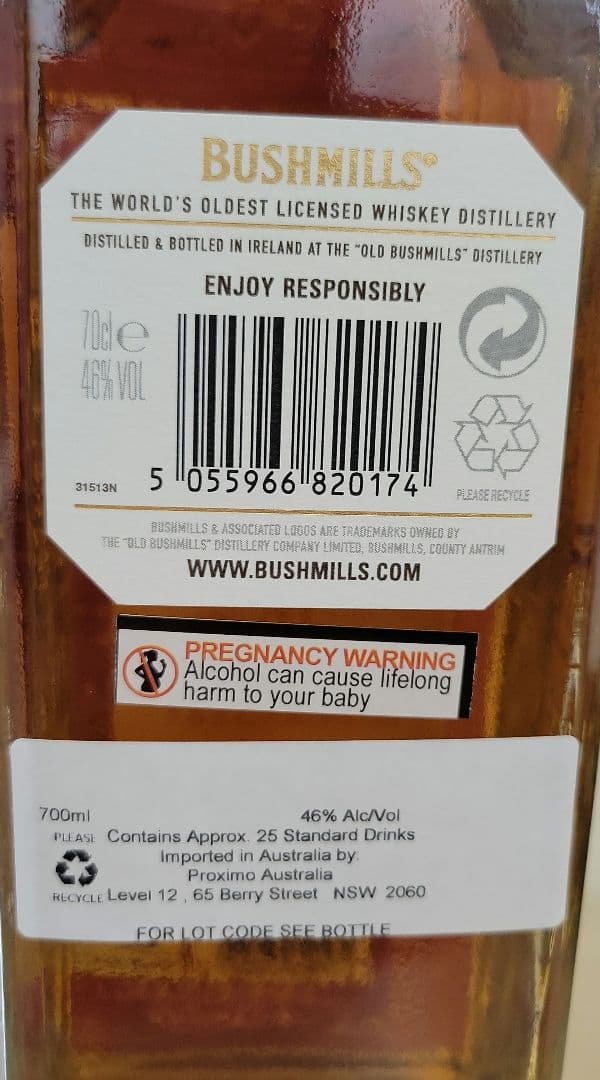 BUSHMILLS®
THE WORLD'S OLDEST LICENSED WHISKEY DISTILLERY
DISTILLED & BOTTLED IN IRELAND AT THE "OLD BUSHMILLS" DISTILLERY
ENJOY RESPONSIBLY
70cl e
46% VOL
31513N
5 055966 820174
PLEASE RECYCLE
BUSHMILLS & ASSOCIATED LOGOS ARE TRADEMARKS OWNED BY
THE "OLD BUSHMILLS" DISTILLERY COMPANY LIMITED, BUSHMILLS, COUNTY ANTRIM
WWW.BUSHMILLS.COM
PREGNANCY WARNING
Alcohol can cause lifelong
harm to your baby
700ml 46% Alc/Vol
PLEASE Contains Approx. 25 Standard Drinks
Imported in Australia by:
Proximo Australia
RECYCLE Level 12 , 65 Berry Street NSW 2060
FOR LOT CODE SEE BOTTLE